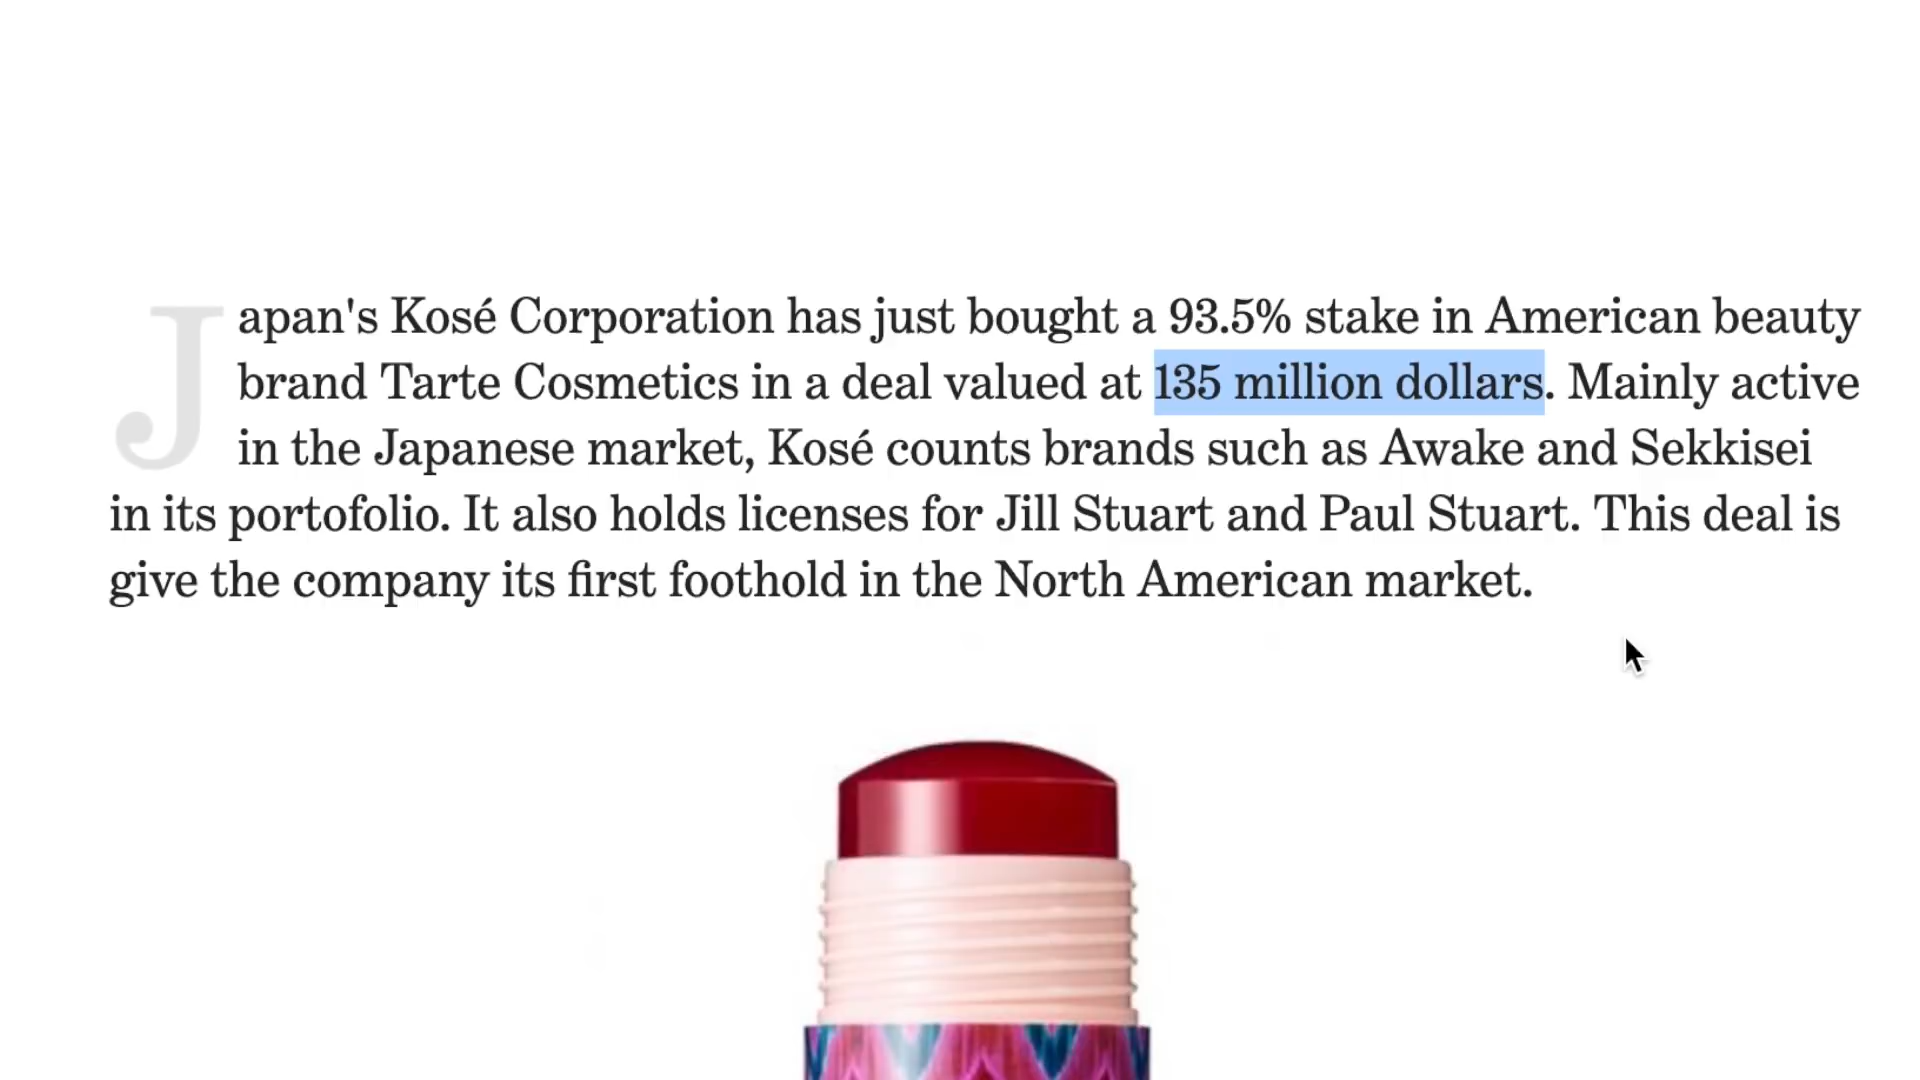 Japan's Kosé Corporation has just bought a 93.5% stake in American beauty
brand Tarte Cosmetics in a deal valued at 135 million dollars. Mainly active
in the Japanese market, Kosé counts brands such as Awake and Sekkisei
in its portofolio. It also holds licenses for Jill Stuart and Paul Stuart. This deal is
give the company its first foothold in the North American market.